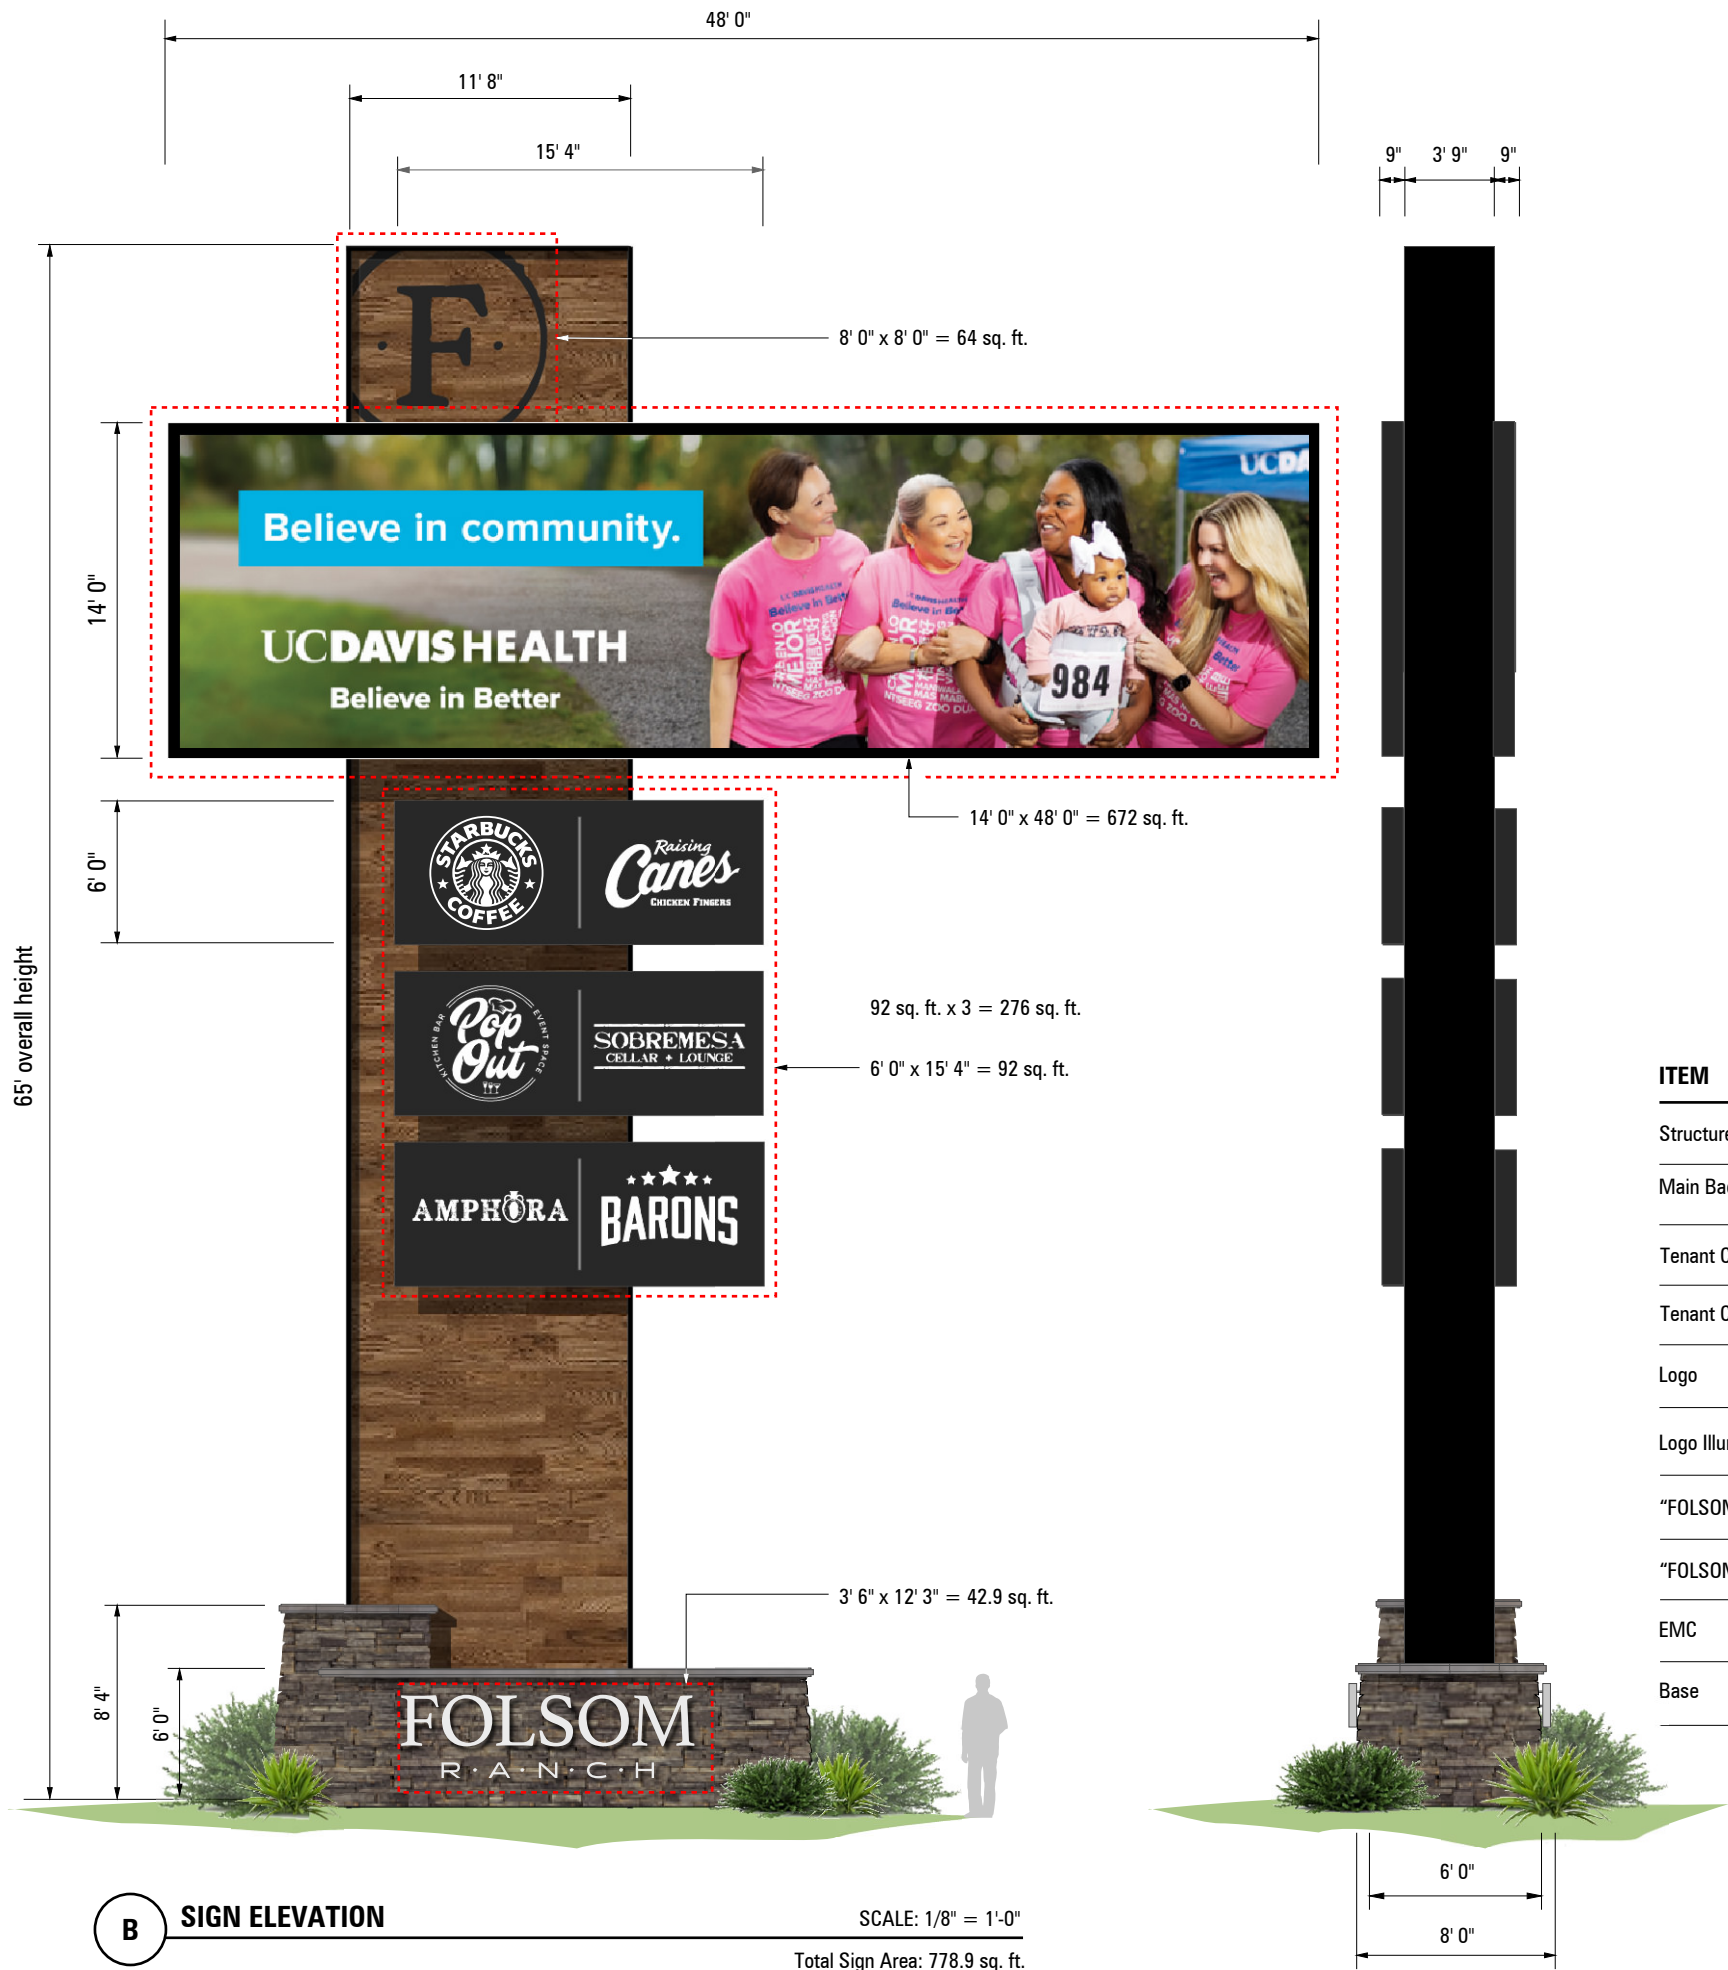 48' 0"
11' 8"
15' 4"
9" 3' 9" 9"
F
8' 0" x 8' 0" = 64 sq. ft.
14' 0"
Believe in community.
UCDAVIS HEALTH
Believe in Better
UCDA
984
14' 0" x 48' 0" = 672 sq. ft.
6' 0"
STARBUCKS
COFFEE
Raising
Canes
CHICKEN FINGERS
65' overall height
KITCHEN BAR
Pop
Out
EVENT SPACE
SOBREMESA
CELLAR + LOUNGE
92 sq. ft. x 3 = 276 sq. ft.
6' 0" x 15' 4" = 92 sq. ft.
AMPHORA
BARONS
3' 6" x 12' 3" = 42.9 sq. ft.
8' 4"
6' 0"
FOLSOM
R·A·N·C·H
ITEM
Structure
Main Bac
Tenant C
Tenant C
Logo
Logo Illu
“FOLSOM
“FOLSOM
EMC
Base
6' 0"
8' 0"
B
SIGN ELEVATION
SCALE: 1/8" = 1'-0"
Total Sign Area: 778.9 sq. ft.